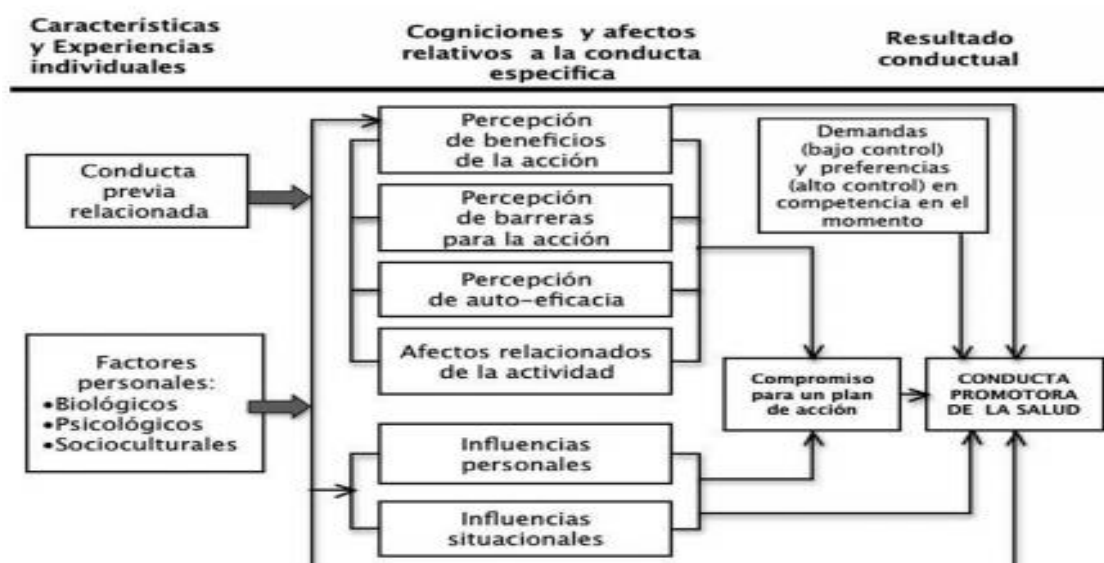 Características
y Experiencias
individuales
Cogniciones y afectos
relativos a la conducta
especifica
Resultado
conductual
Conducta
previa
relacionada
Factores
personales:
•Biológicos
•Psicológicos
•Socioculturales
Percepción
de beneficios
de la acción
Percepción
de barreras
para la acción
Percepción
de auto-eficacia
Afectos relacionados
de la actividad
Influencias
personales
Influencias
situacionales
Demandas
(bajo control)
y preferencias
(alto control) en
competencia en el
momento
Compromiso
para un plan
de acción
CONDUCTA
PROMOTORA
DE LA SALUD